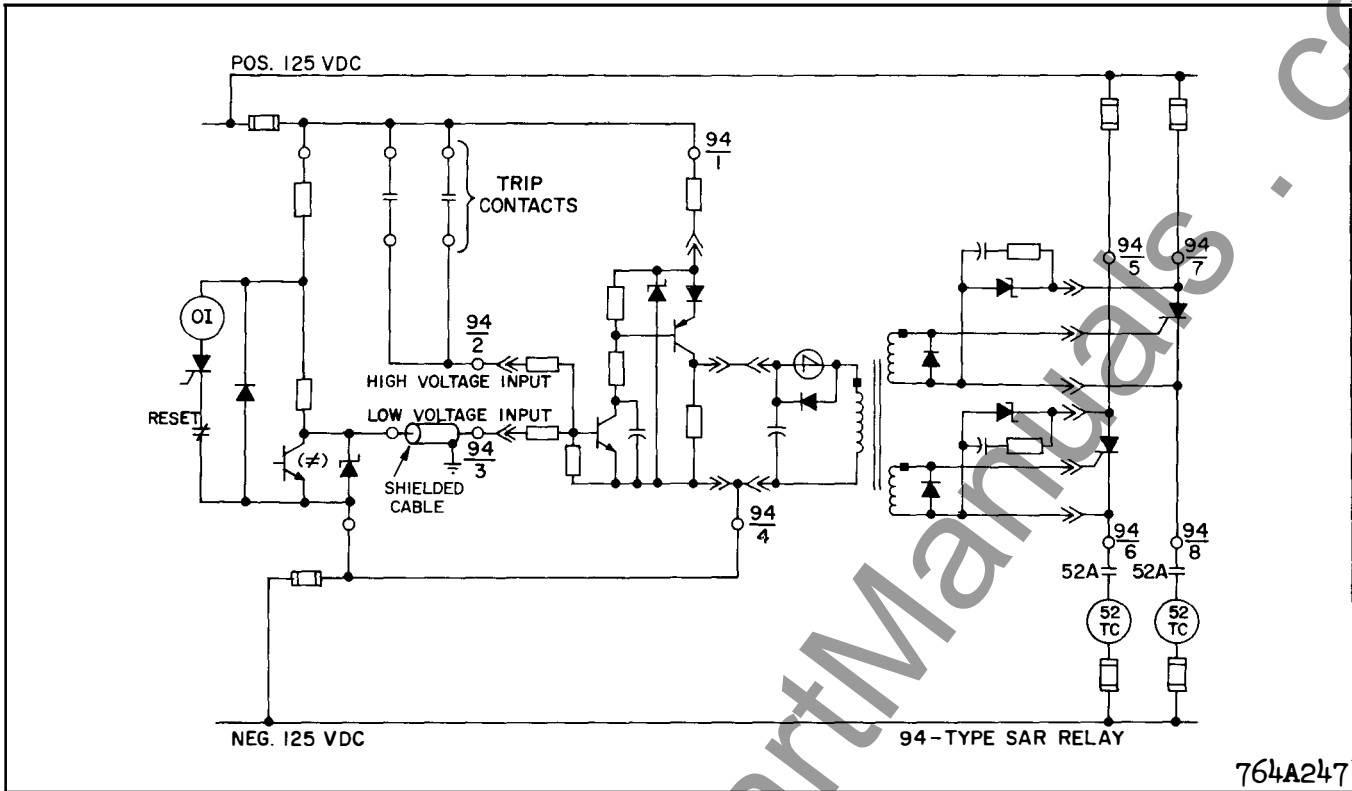 POS. 125 VDC
94
1
TRIP
CONTACTS
94
5
94
7
OI
94
2
HIGH VOLTAGE INPUT
RESET
LOW VOLTAGE INPUT
(≠)
94
3
SHIELDED
CABLE
94
4
94
6
94
8
52A
52A
52
TC
52
TC
NEG. 125 VDC
94-TYPE SAR RELAY
764A247